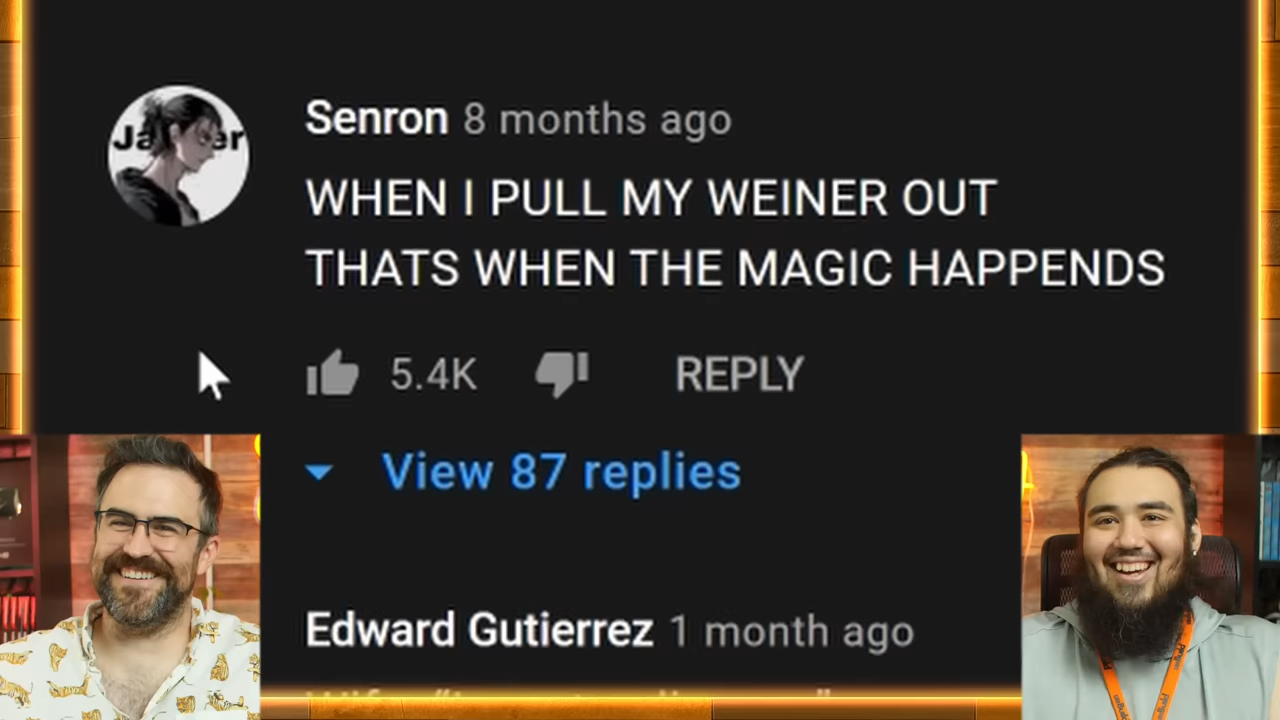 Senron 8 months ago
WHEN I PULL MY WEINER OUT
THATS WHEN THE MAGIC HAPPENDS
5.4K REPLY
View 87 replies
Edward Gutierrez 1 month ago